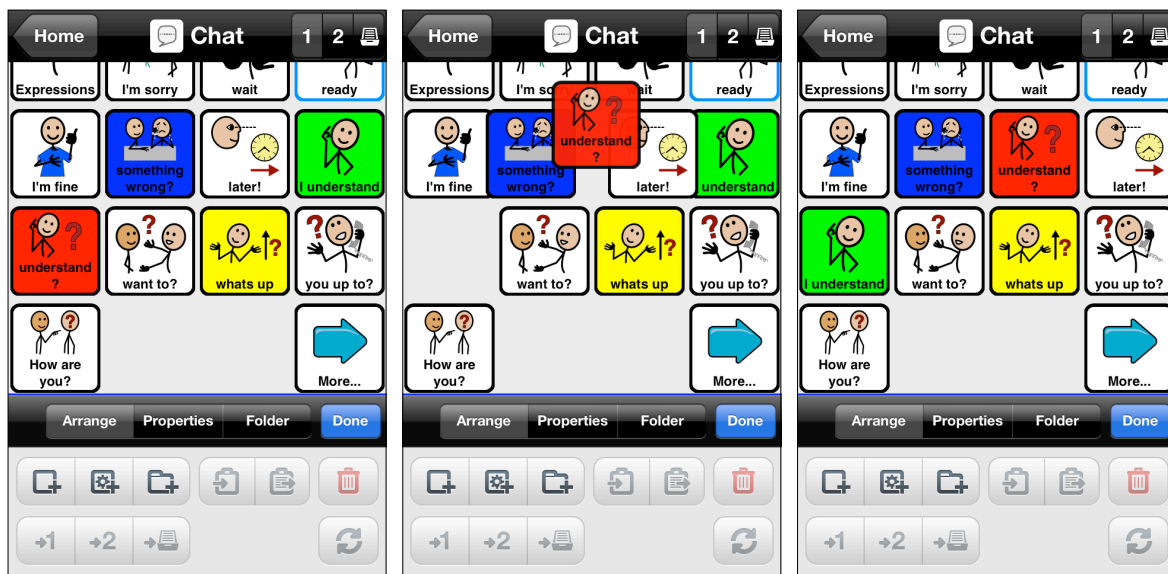 Home Chat 1 2
Expressions I'm sorry wait ready
I'm fine something wrong? later! I understand
understand ? want to? whats up you up to?
How are you? More...
Arrange Properties Folder Done
→1 →2
Home Chat 1 2
Expressions I'm so wait ready
understand ?
I'm fine something wrong? later! understand
want to? whats up you up to?
How are you? More...
Arrange Properties Folder Done
→1 →2
Home Chat 1 2
Expressions I'm sorry wait ready
I'm fine something wrong? understand ? later!
I understand want to? whats up you up to?
How are you? More...
Arrange Properties Folder Done
→1 →2